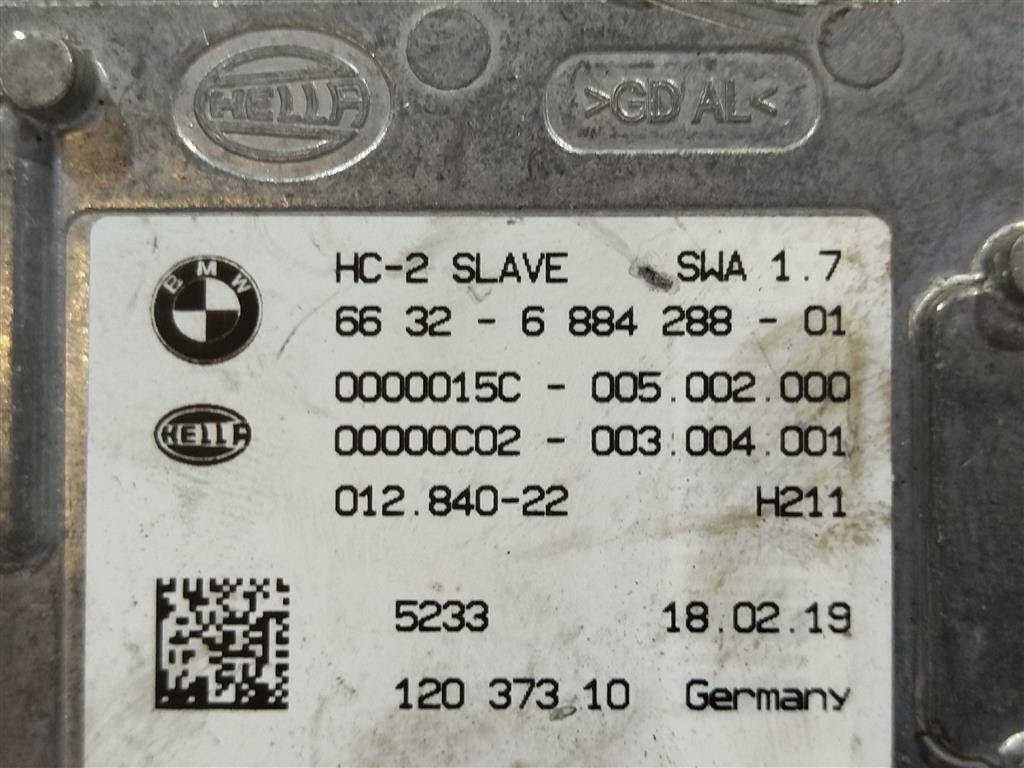 HELLA
>GD AL<
BMW
HC-2 SLAVE SWA 1.7
66 32 - 6 884 288 - 01
0000015C - 005.002.000
HELLA
00000C02 - 003.004.001
012.840-22 H211
5233 18.02.19
120 373 10 Germany